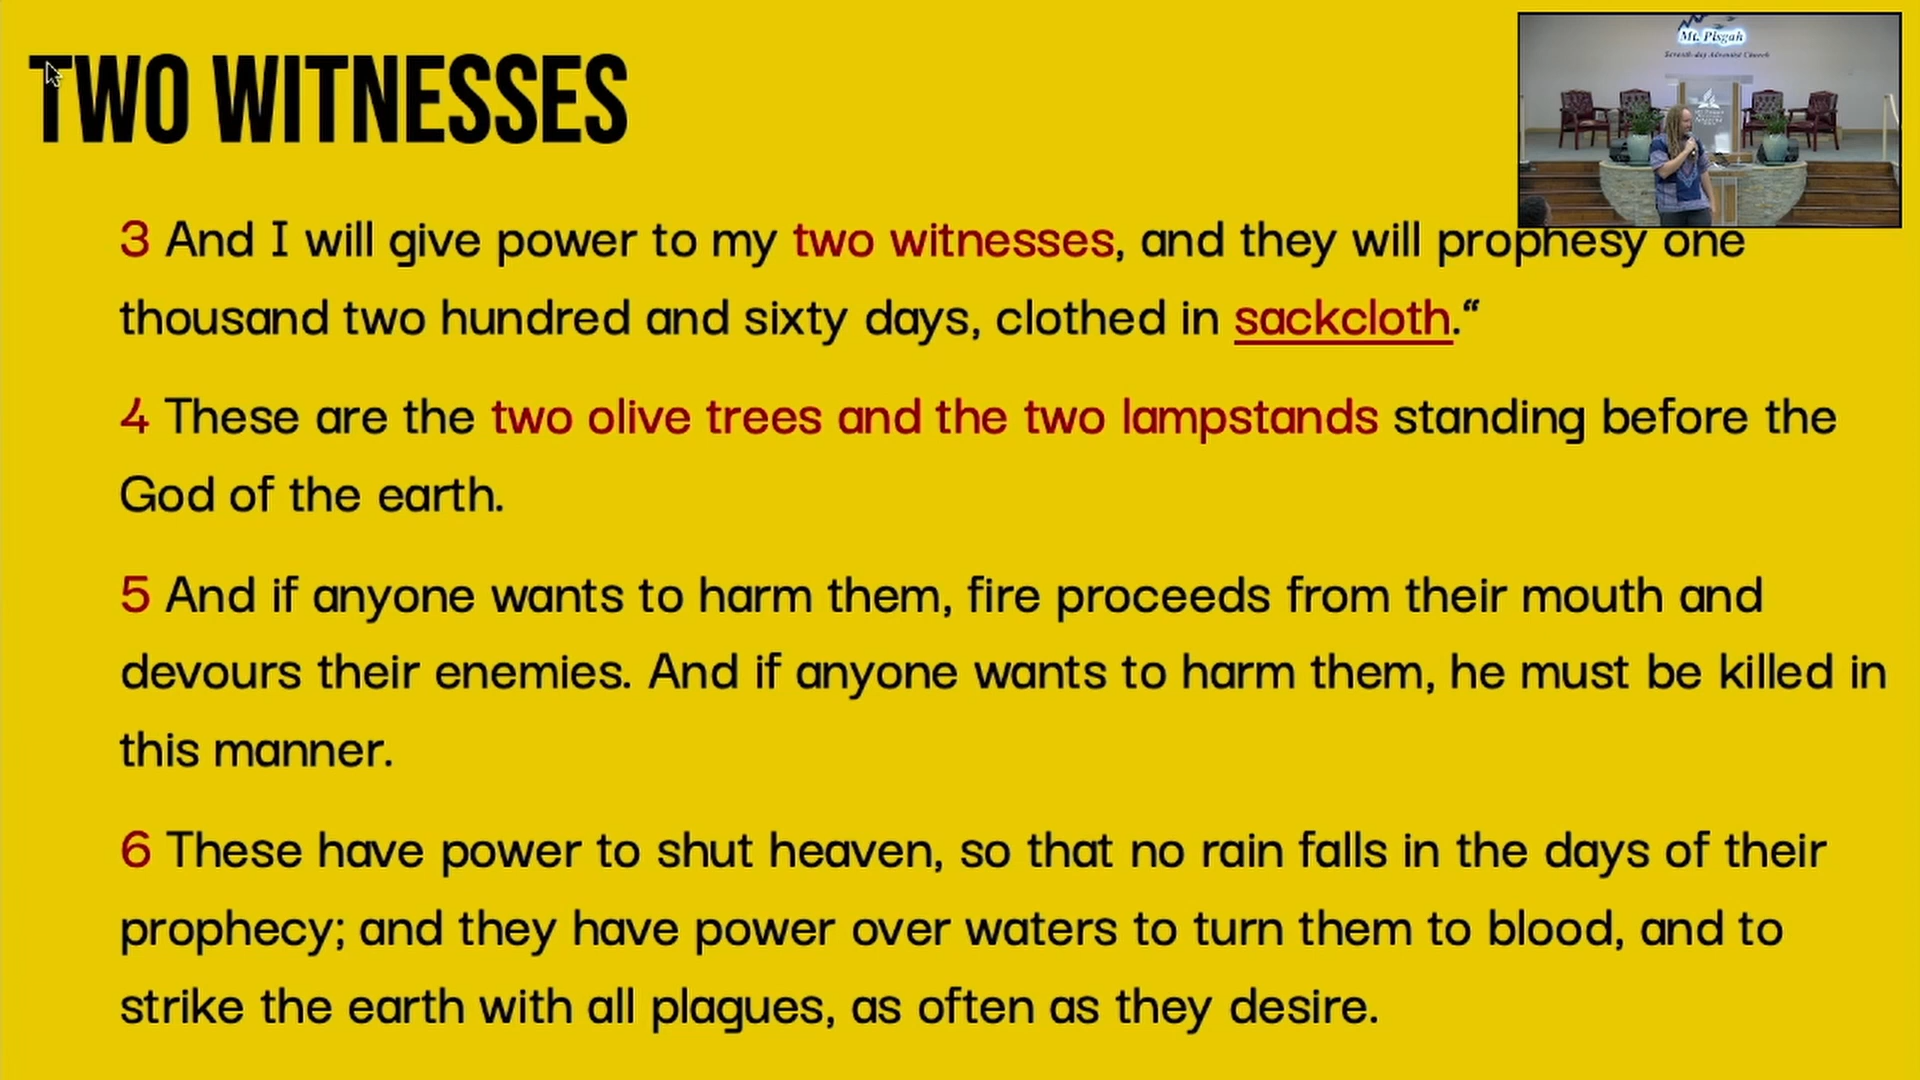 TWO WITNESSES
Mt. Pisgah
Seventh-day Adventist Church
3 And I will give power to my two witnesses, and they will prophesy one
thousand two hundred and sixty days, clothed in sackcloth.“
4 These are the two olive trees and the two lampstands standing before the
God of the earth.
5 And if anyone wants to harm them, fire proceeds from their mouth and
devours their enemies. And if anyone wants to harm them, he must be killed in
this manner.
6 These have power to shut heaven, so that no rain falls in the days of their
prophecy; and they have power over waters to turn them to blood, and to
strike the earth with all plagues, as often as they desire.